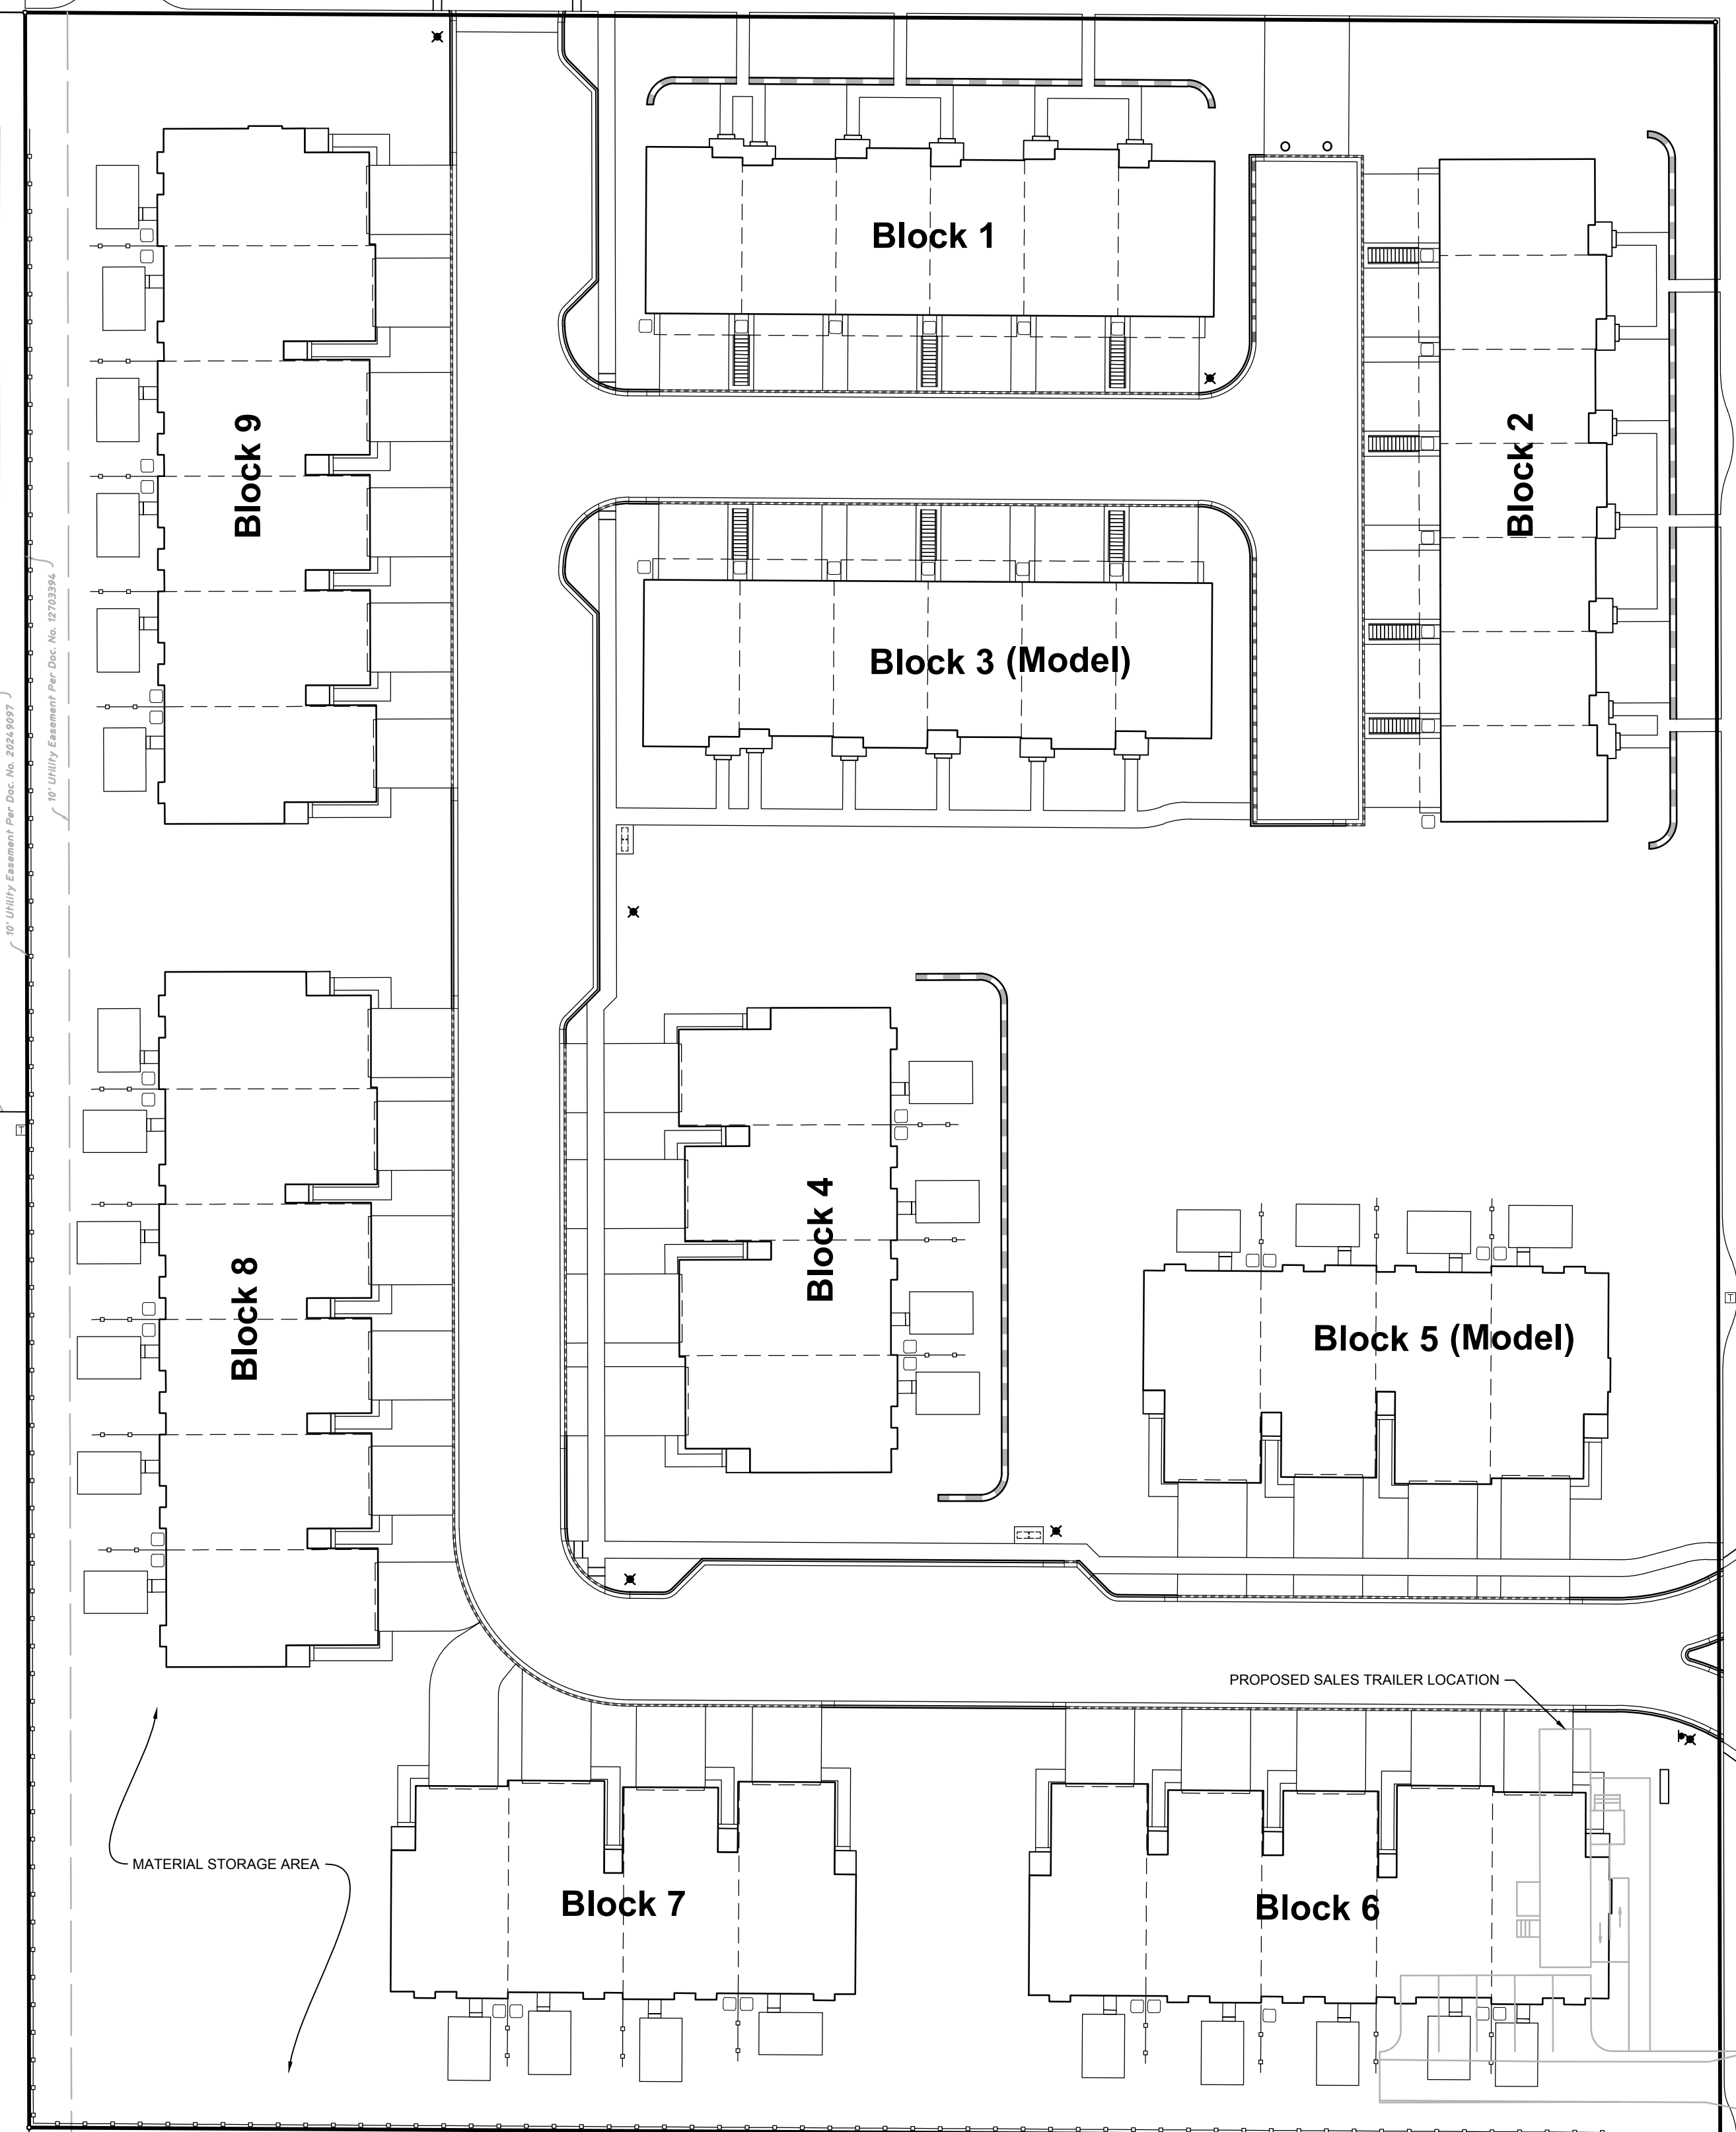 Block 1
Block 2
Block 9
10' Utility Easement Per Doc. No. 12703394
10' Utility Easement Per Doc. No. 20249097
Block 3 (Model)
T
Block 4
Block 8
T
Block 5 (Model)
PROPOSED SALES TRAILER LOCATION
MATERIAL STORAGE AREA
Block 7
Block 6